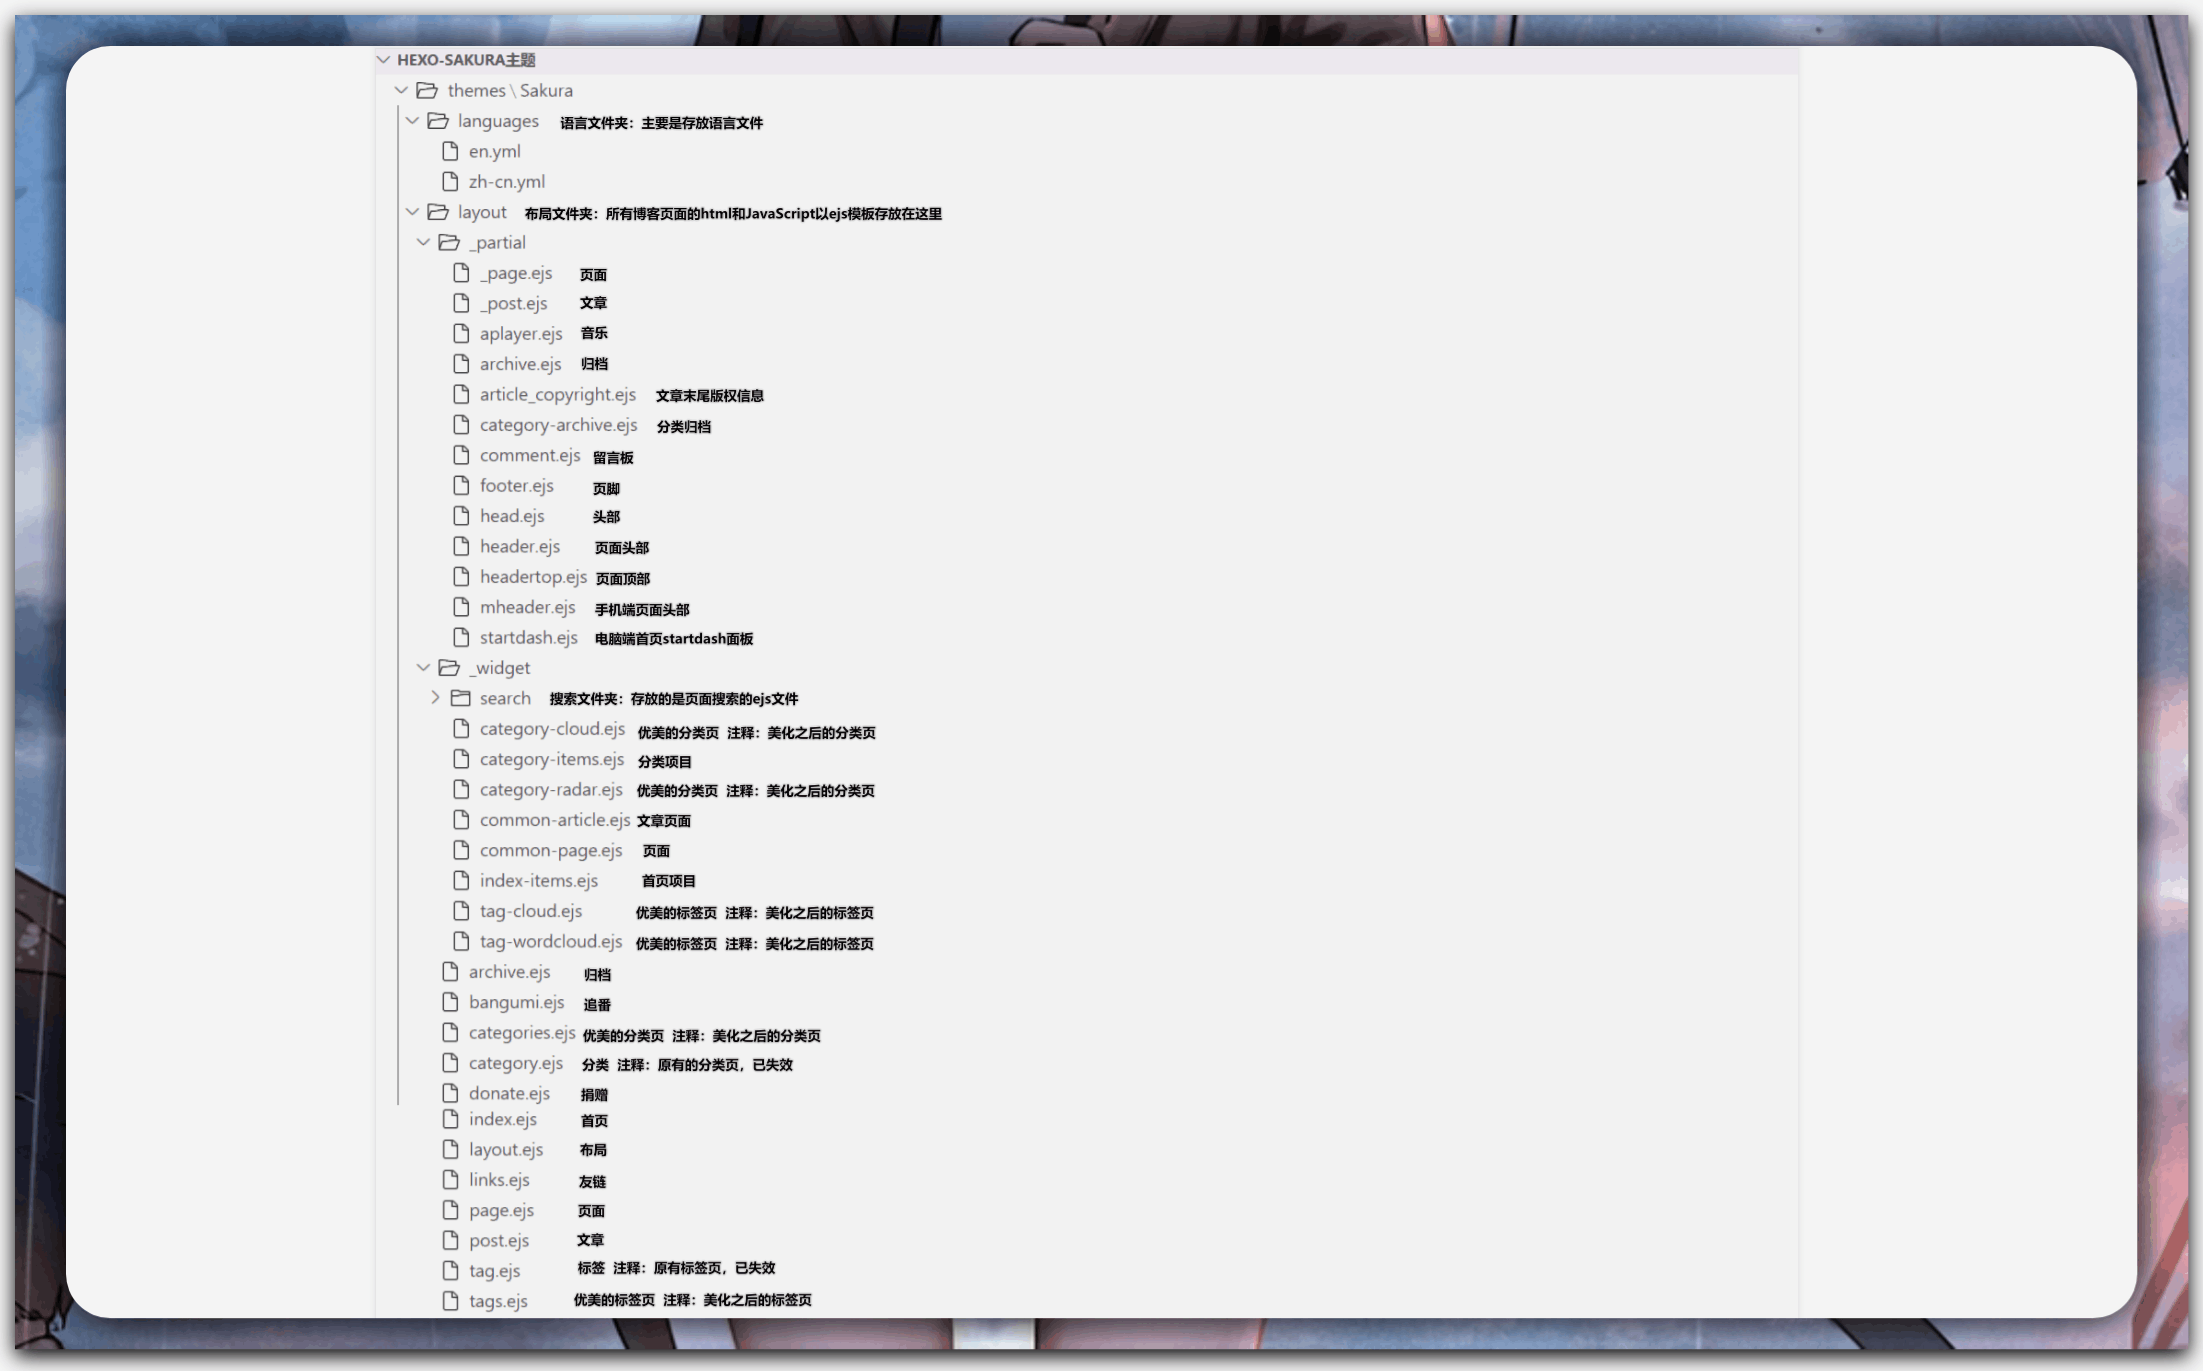 HEXO-SAKURA主题
themes \ Sakura
languages 语言文件夹：主要是存放语言文件
en.yml
zh-cn.yml
layout 布局文件夹：所有博客页面的html和JavaScript以ejs模板存放在这里
_partial
_page.ejs 页面
_post.ejs 文章
aplayer.ejs 音乐
archive.ejs 归档
article_copyright.ejs 文章末尾版权信息
category-archive.ejs 分类归档
comment.ejs 留言板
footer.ejs 页脚
head.ejs 头部
header.ejs 页面头部
headertop.ejs 页面顶部
mheader.ejs 手机端页面头部
startdash.ejs 电脑端首页startdash面板
_widget
search 搜索文件夹：存放的是页面搜索的ejs文件
category-cloud.ejs 优美的分类页 注释：美化之后的分类页
category-items.ejs 分类项目
category-radar.ejs 优美的分类页 注释：美化之后的分类页
common-article.ejs 文章页面
common-page.ejs 页面
index-items.ejs 首页项目
tag-cloud.ejs 优美的标签页 注释：美化之后的标签页
tag-wordcloud.ejs 优美的标签页 注释：美化之后的标签页
archive.ejs 归档
bangumi.ejs 追番
categories.ejs 优美的分类页 注释：美化之后的分类页
category.ejs 分类 注释：原有的分类页，已失效
donate.ejs 捐赠
index.ejs 首页
layout.ejs 布局
links.ejs 友链
page.ejs 页面
post.ejs 文章
tag.ejs 标签 注释：原有标签页，已失效
tags.ejs 优美的标签页 注释：美化之后的标签页